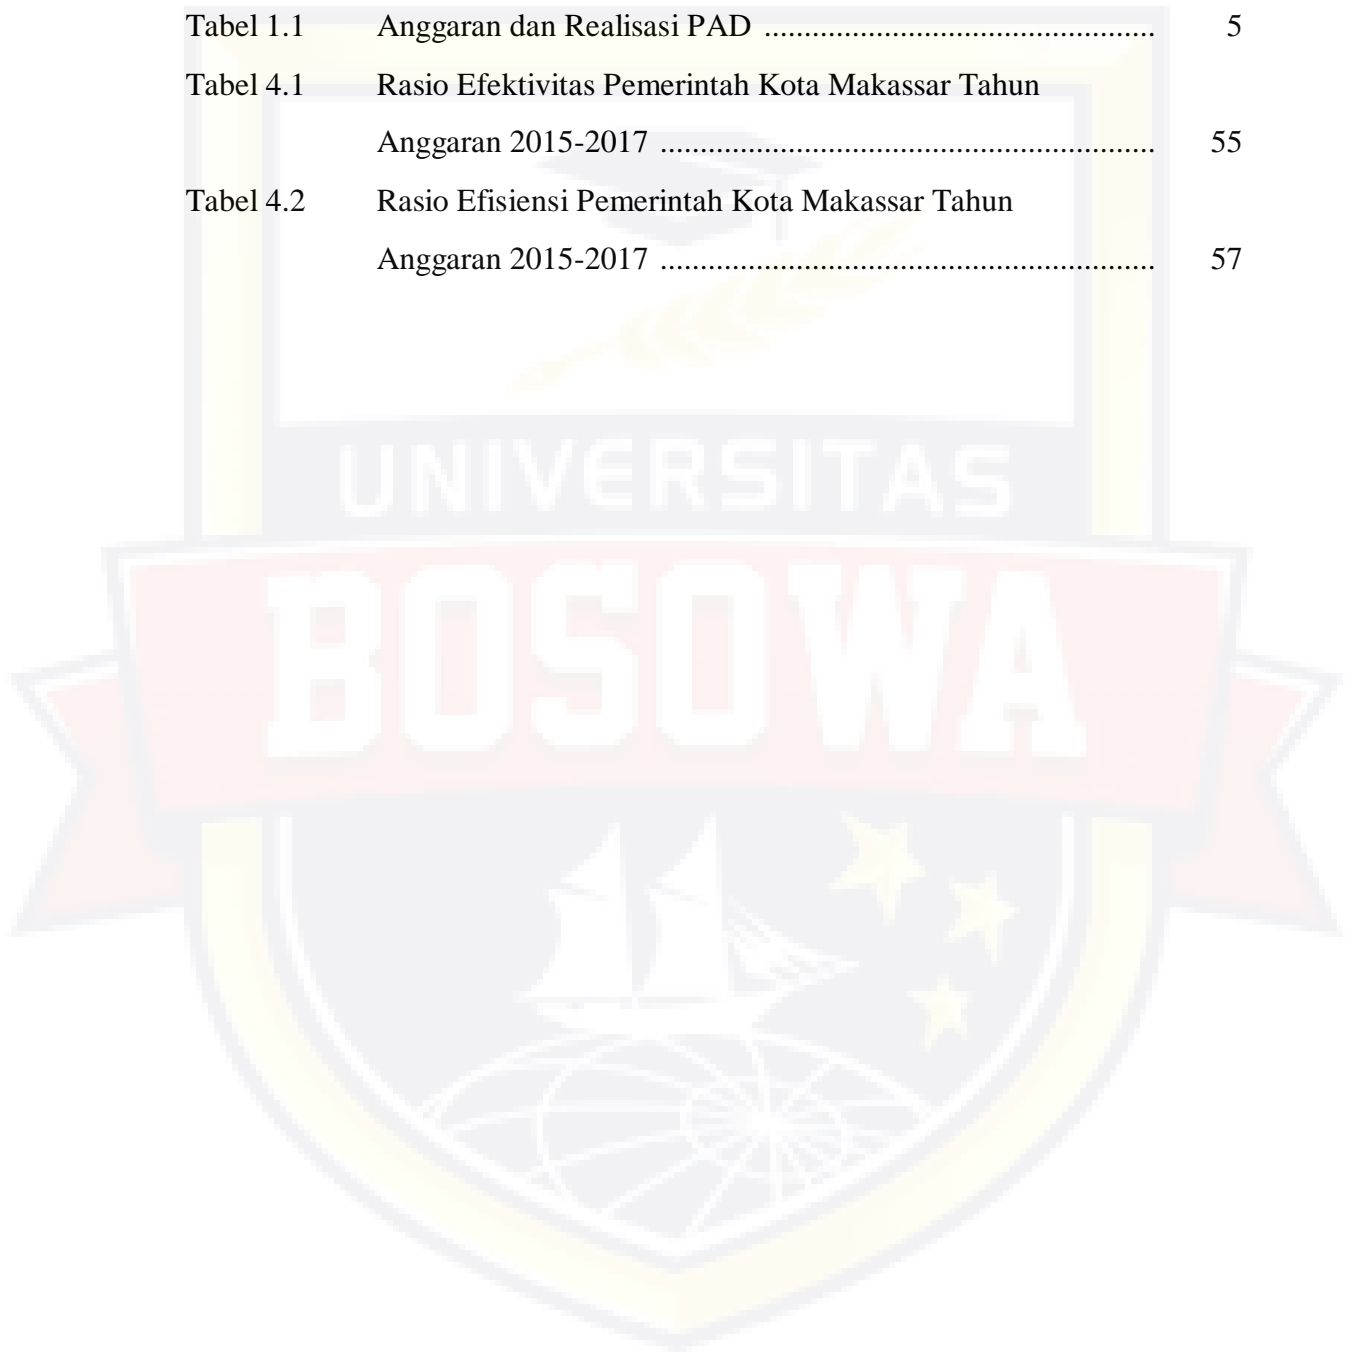 Tabel 1.1 Anggaran dan Realisasi PAD ................................................. 5
Tabel 4.1 Rasio Efektivitas Pemerintah Kota Makassar Tahun
Anggaran 2015-2017 .............................................................. 55
Tabel 4.2 Rasio Efisiensi Pemerintah Kota Makassar Tahun
Anggaran 2015-2017 .............................................................. 57
UNIVERSITAS
BOSOWA